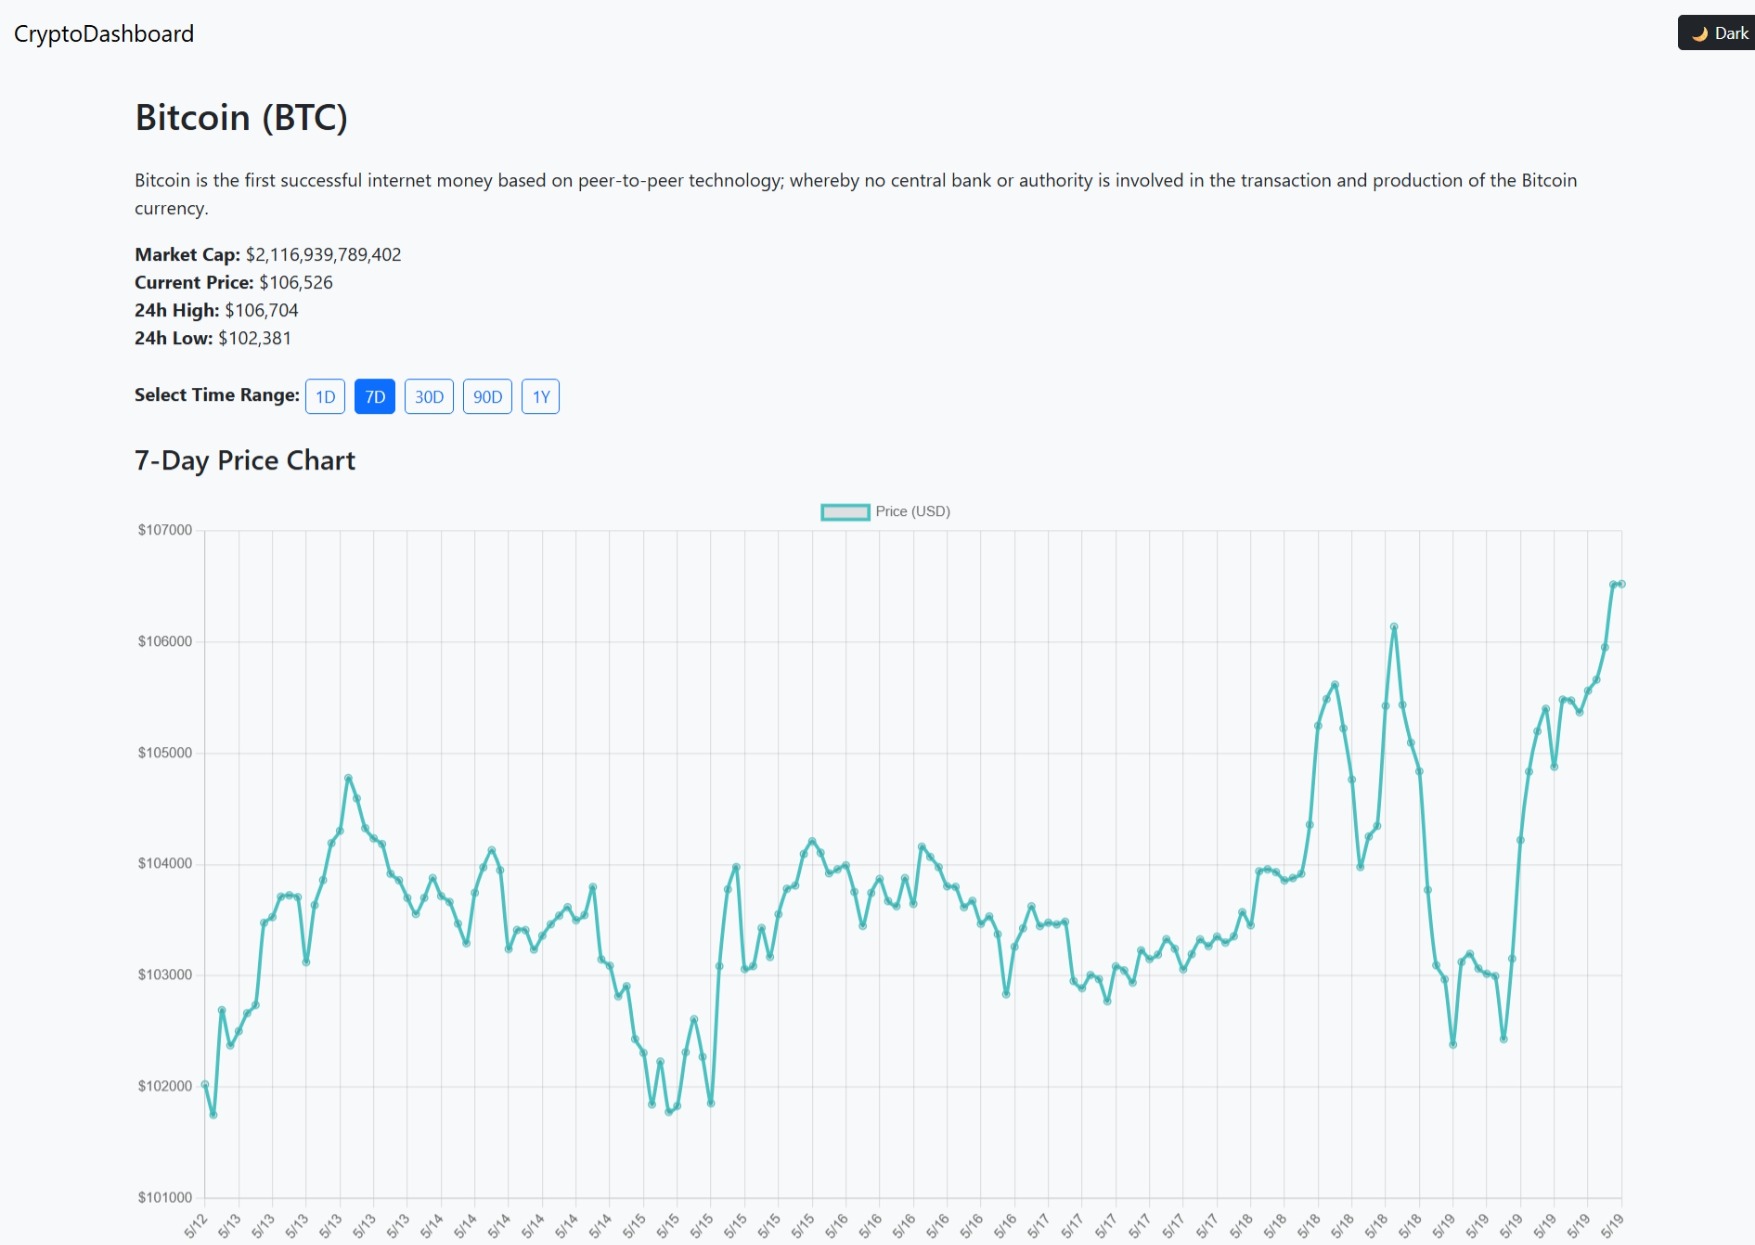 CryptoDashboard
🌙 Dark
Bitcoin (BTC)
Bitcoin is the first successful internet money based on peer-to-peer technology; whereby no central bank or authority is involved in the transaction and production of the Bitcoin
currency.
Market Cap: $2,116,939,789,402
Current Price: $106,526
24h High: $106,704
24h Low: $102,381
Select Time Range: 1D 7D 30D 90D 1Y
7-Day Price Chart
Price (USD)
$107000
$106000
$105000
$104000
$103000
$102000
$101000
5/12 5/13 5/13 5/13 5/13 5/13 5/13 5/14 5/14 5/14 5/14 5/14 5/14 5/15 5/15 5/15 5/15 5/15 5/15 5/16 5/16 5/16 5/16 5/16 5/16 5/17 5/17 5/17 5/17 5/17 5/17 5/18 5/18 5/18 5/18 5/18 5/18 5/19 5/19 5/19 5/19 5/19 5/19